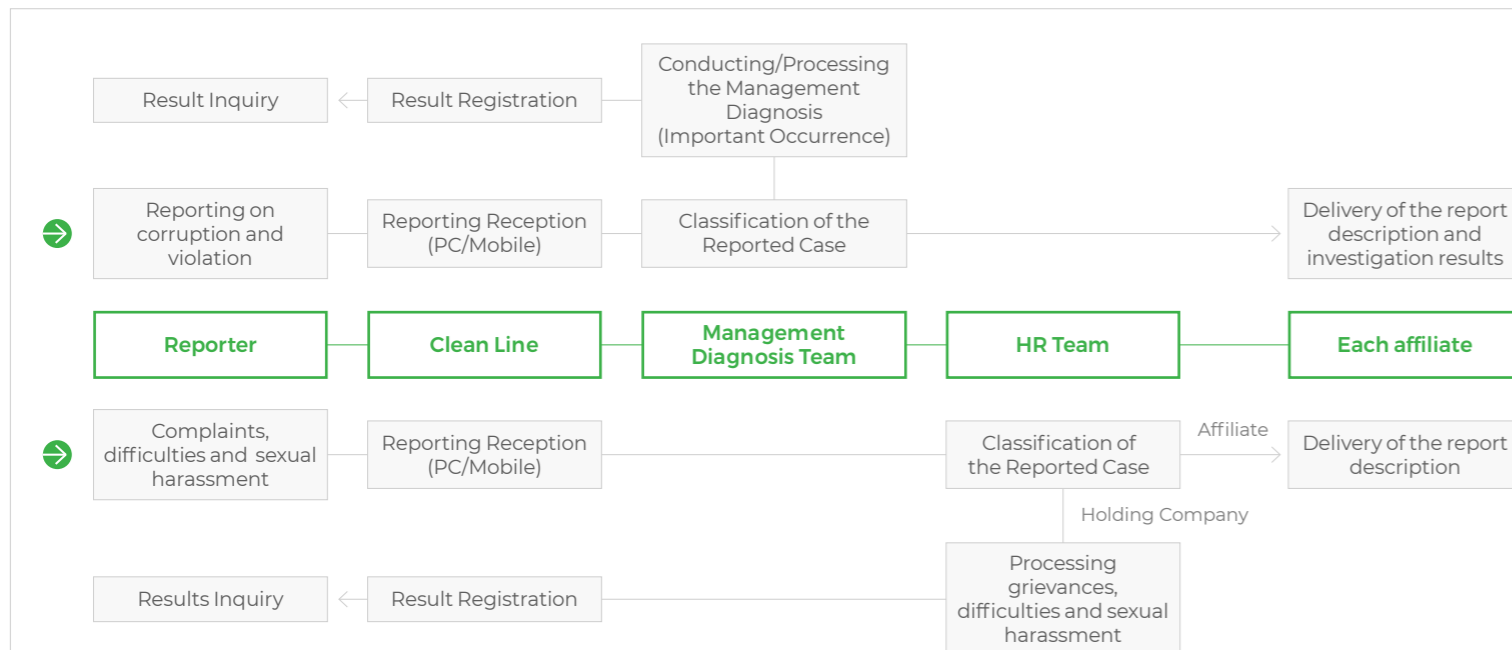 Result Inquiry
Result Registration
Conducting/Processing
the Management
Diagnosis
(Important Occurrence)
Reporting on
corruption and
violation
Reporting Reception
(PC/Mobile)
Classification of the
Reported Case
Delivery of the report
description and
investigation results
Reporter
Clean Line
Management
Diagnosis Team
HR Team
Each affiliate
Complaints,
difficulties and sexual
harassment
Reporting Reception
(PC/Mobile)
Classification of
the Reported Case
Affiliate
Delivery of the report
description
Holding Company
Results Inquiry
Result Registration
Processing
grievances,
difficulties and sexual
harassment